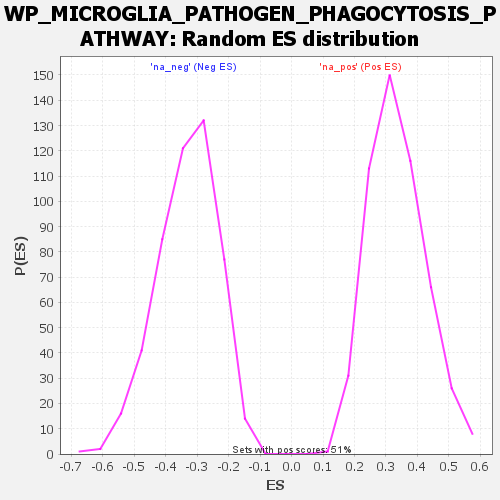 WP_MICROGLIA_PATHOGEN_PHAGOCYTOSIS_P
ATHWAY: Random ES distribution
'na_neg' (Neg ES) 'na_pos' (Pos ES)
150
140
130
120
110
100
90
80
70
60
50
40
30
20
10
0
P(ES)
Sets with pos scores: 51%
-0.7 -0.6 -0.5 -0.4 -0.3 -0.2 -0.1 0.0 0.1 0.2 0.3 0.4 0.5 0.6
ES